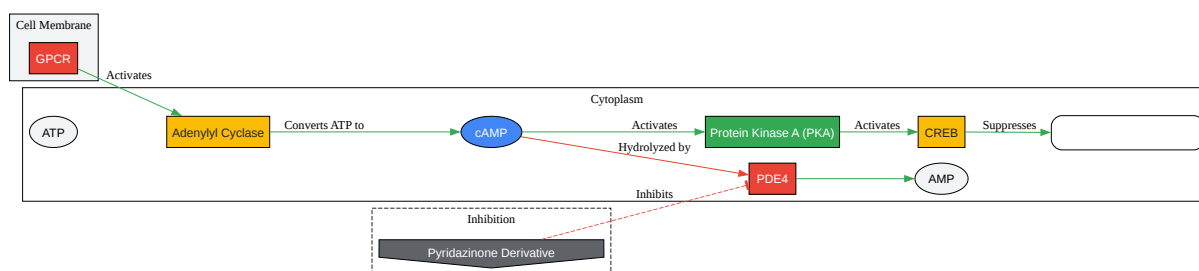 Cell Membrane
GPCR
Activates
Cytoplasm
ATP
Adenylyl Cyclase
Converts ATP to
cAMP
Activates
Protein Kinase A (PKA)
Activates
CREB
Suppresses
Hydrolyzed by
PDE4
AMP
Inhibits
Inhibition
Pyridazinone Derivative